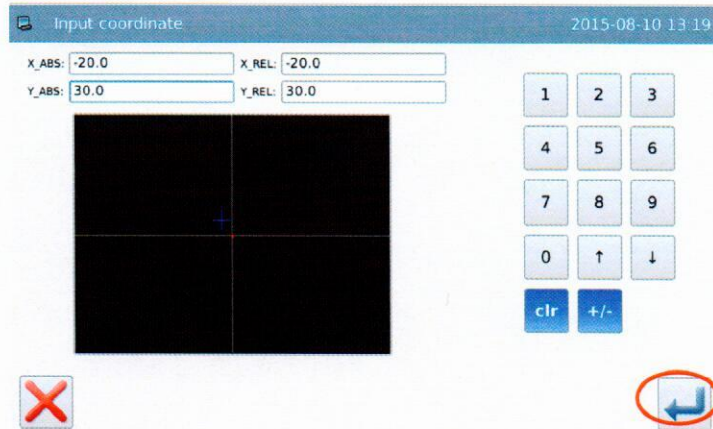 Input coordinate 2015-08-10 13:19
X_ABS: -20.0 X_REL: -20.0
Y_ABS: 30.0 Y_REL: 30.0
1 2 3
4 5 6
7 8 9
0 ↑ ↓
clr +/-